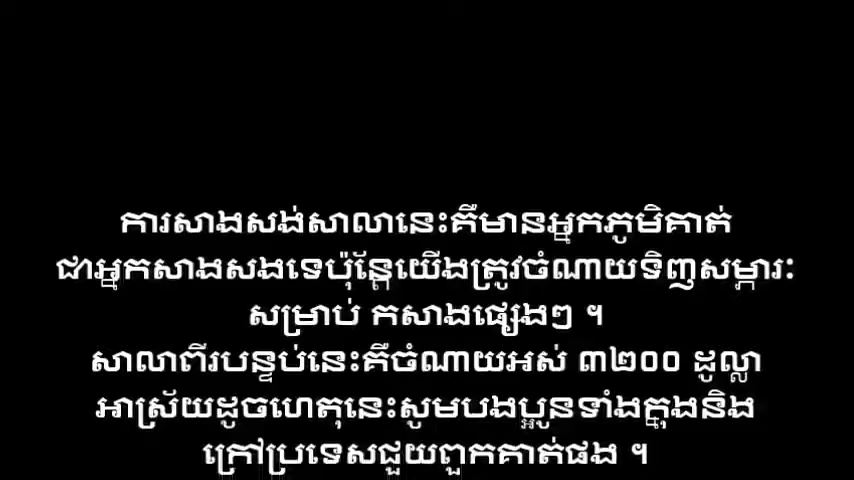 ការសាងសង់សាលានេះគឺមានអ្នកភូមិគាត់
ជាអ្នកសាងសងទេប៉ុន្តែយើងត្រូវចំណាយទិញសម្ភារះ
សម្រាប់ កសាងផ្សេងៗ ។
សាលាពីរបន្ទប់នេះគឺចំណាយអស់ ៣២០០ ដូល្លា
អាស្រ័យដូចហេតុនេះសូមបងប្អូនទាំងក្នុងនិង
ក្រៅប្រទេសជួយពួកគាត់ផង ។